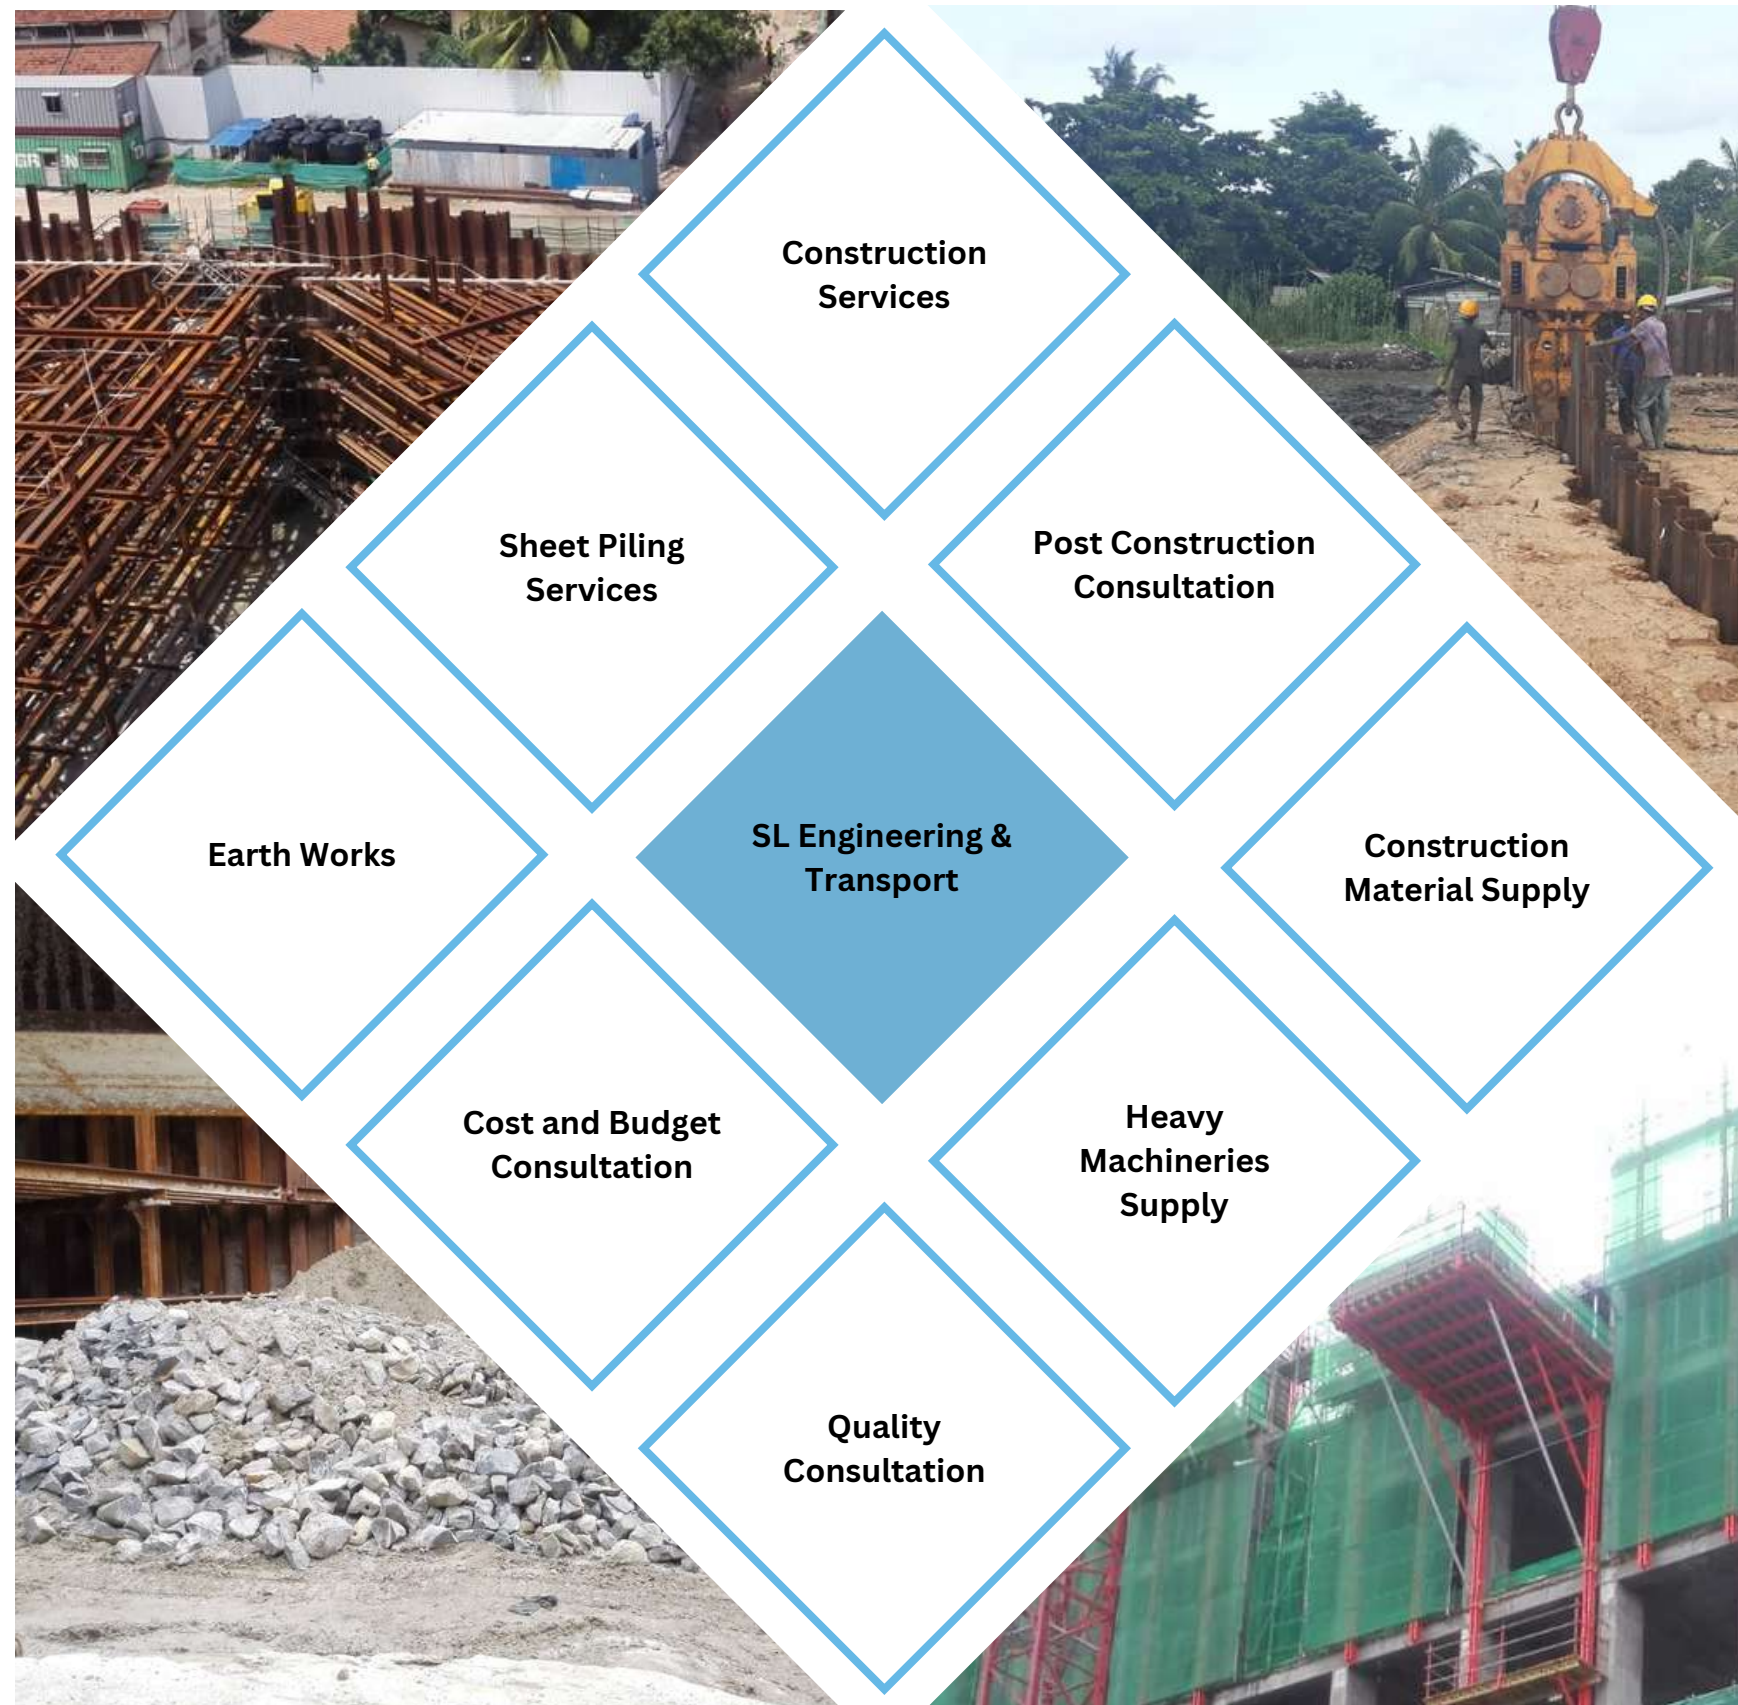 Construction
Services
Sheet Piling
Services
Post Construction
Consultation
Earth Works
SL Engineering &
Transport
Construction
Material Supply
Cost and Budget
Consultation
Heavy
Machineries
Supply
Quality
Consultation